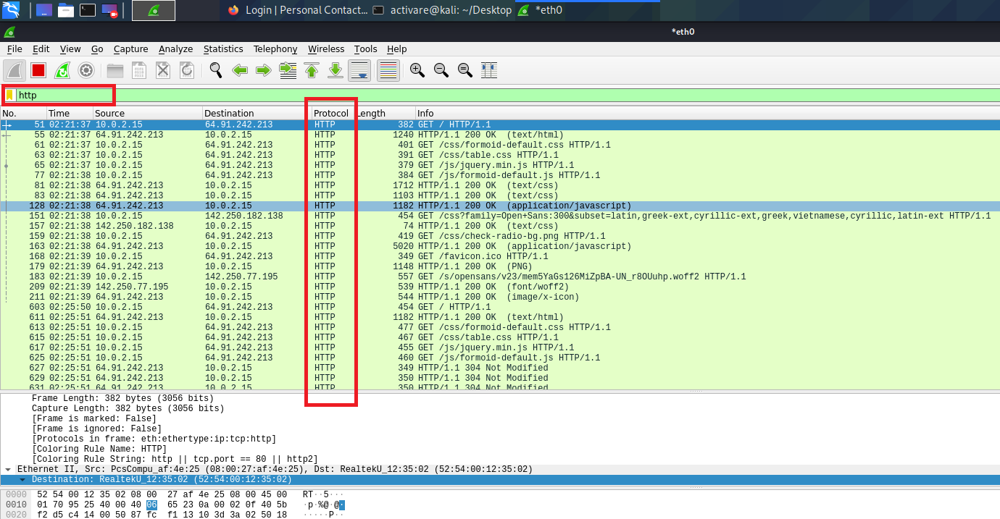 Login | Personal Contact... activare@kali: ~/Desktop *eth0
*eth0
File Edit View Go Capture Analyze Statistics Telephony Wireless Tools Help
http
No. Time Source Destination Protocol Length Info
51 02:21:37 10.0.2.15 64.91.242.213 HTTP 382 GET / HTTP/1.1
55 02:21:37 64.91.242.213 10.0.2.15 HTTP 1240 HTTP/1.1 200 OK (text/html)
61 02:21:37 10.0.2.15 64.91.242.213 HTTP 401 GET /css/formoid-default.css HTTP/1.1
63 02:21:37 10.0.2.15 64.91.242.213 HTTP 391 GET /css/table.css HTTP/1.1
65 02:21:37 10.0.2.15 64.91.242.213 HTTP 379 GET /js/jquery.min.js HTTP/1.1
77 02:21:38 10.0.2.15 64.91.242.213 HTTP 384 GET /js/formoid-default.js HTTP/1.1
81 02:21:38 64.91.242.213 10.0.2.15 HTTP 1712 HTTP/1.1 200 OK (text/css)
83 02:21:38 64.91.242.213 10.0.2.15 HTTP 1103 HTTP/1.1 200 OK (text/css)
128 02:21:38 64.91.242.213 10.0.2.15 HTTP 1182 HTTP/1.1 200 OK (application/javascript)
151 02:21:38 10.0.2.15 142.250.182.138 HTTP 454 GET /css?family=Open+Sans:300&subset=latin,greek-ext,cyrillic-ext,greek,vietnamese,cyrillic,latin-ext HTTP/1.1
157 02:21:38 142.250.182.138 10.0.2.15 HTTP 74 HTTP/1.1 200 OK (text/css)
159 02:21:38 10.0.2.15 64.91.242.213 HTTP 419 GET /css/check-radio-bg.png HTTP/1.1
163 02:21:38 64.91.242.213 10.0.2.15 HTTP 5020 HTTP/1.1 200 OK (application/javascript)
168 02:21:39 10.0.2.15 64.91.242.213 HTTP 349 GET /favicon.ico HTTP/1.1
179 02:21:39 64.91.242.213 10.0.2.15 HTTP 1148 HTTP/1.1 200 OK (PNG)
183 02:21:39 10.0.2.15 142.250.77.195 HTTP 557 GET /s/opensans/v23/mem5YaGs126MiZpBA-UN_r8OUuhp.woff2 HTTP/1.1
209 02:21:39 142.250.77.195 10.0.2.15 HTTP 539 HTTP/1.1 200 OK (font/woff2)
211 02:21:39 64.91.242.213 10.0.2.15 HTTP 544 HTTP/1.1 200 OK (image/x-icon)
603 02:25:50 10.0.2.15 64.91.242.213 HTTP 454 GET / HTTP/1.1
611 02:25:51 64.91.242.213 10.0.2.15 HTTP 1182 HTTP/1.1 200 OK (text/html)
613 02:25:51 10.0.2.15 64.91.242.213 HTTP 477 GET /css/formoid-default.css HTTP/1.1
615 02:25:51 10.0.2.15 64.91.242.213 HTTP 467 GET /css/table.css HTTP/1.1
617 02:25:51 10.0.2.15 64.91.242.213 HTTP 455 GET /js/jquery.min.js HTTP/1.1
625 02:25:51 10.0.2.15 64.91.242.213 HTTP 460 GET /js/formoid-default.js HTTP/1.1
627 02:25:51 64.91.242.213 10.0.2.15 HTTP 349 HTTP/1.1 304 Not Modified
629 02:25:51 64.91.242.213 10.0.2.15 HTTP 350 HTTP/1.1 304 Not Modified
631 02:25:51 64.91.242.213 10.0.2.15 HTTP 350 HTTP/1.1 304 Not Modified
Frame Length: 382 bytes (3056 bits)
Capture Length: 382 bytes (3056 bits)
[Frame is marked: False]
[Frame is ignored: False]
[Protocols in frame: eth:ethertype:ip:tcp:http]
[Coloring Rule Name: HTTP]
[Coloring Rule String: http || tcp.port == 80 || http2]
Ethernet II, Src: PcsCompu_af:4e:25 (08:00:27:af:4e:25), Dst: RealtekU_12:35:02 (52:54:00:12:35:02)
Destination: RealtekU_12:35:02 (52:54:00:12:35:02)
0000 52 54 00 12 35 02 08 00 27 af 4e 25 08 00 45 00 RT··5···'·N%··E·
0010 01 70 95 25 40 00 40 06 65 23 0a 00 02 0f 40 5b ·p·%@·@·
0020 f2 d5 c4 14 00 50 87 fc f1 13 10 3d 3a 02 50 18 ·····P··